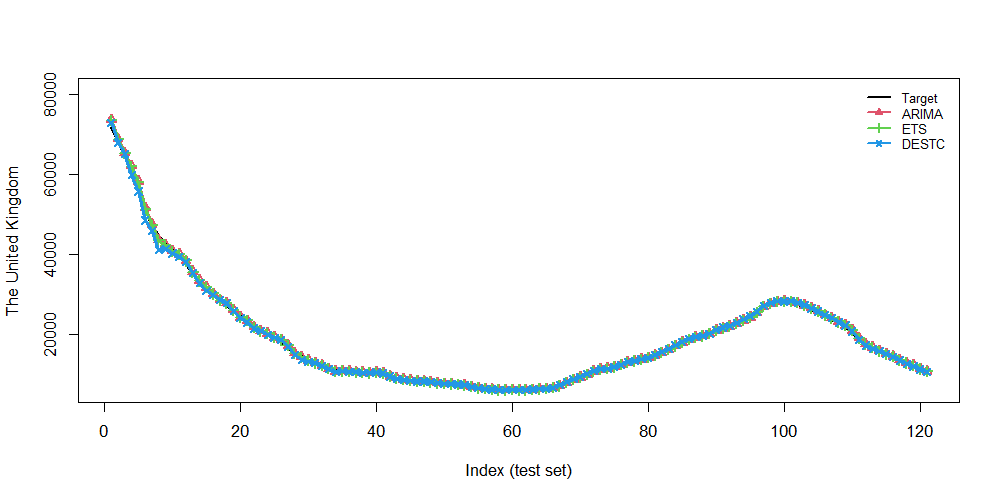 The United Kingdom
80000
60000
40000
20000
Target
ARIMA
ETS
DESTC
0 20 40 60 80 100 120
Index (test set)